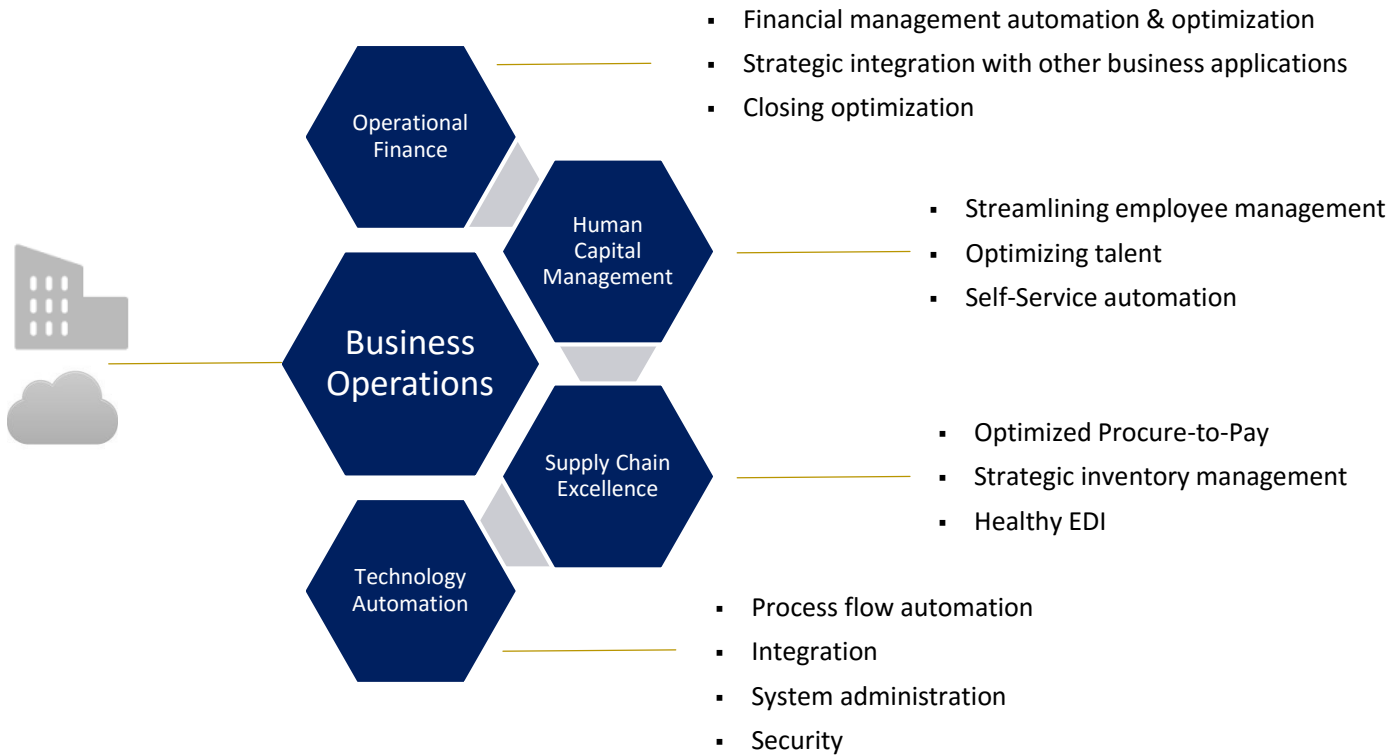 Financial management automation & optimization
Strategic integration with other business applications
Closing optimization
Operational
Finance
Human
Capital
Management
Streamlining employee management
Optimizing talent
Self-Service automation
Business
Operations
Supply Chain
Excellence
Optimized Procure-to-Pay
Strategic inventory management
Healthy EDI
Technology
Automation
Process flow automation
Integration
System administration
Security